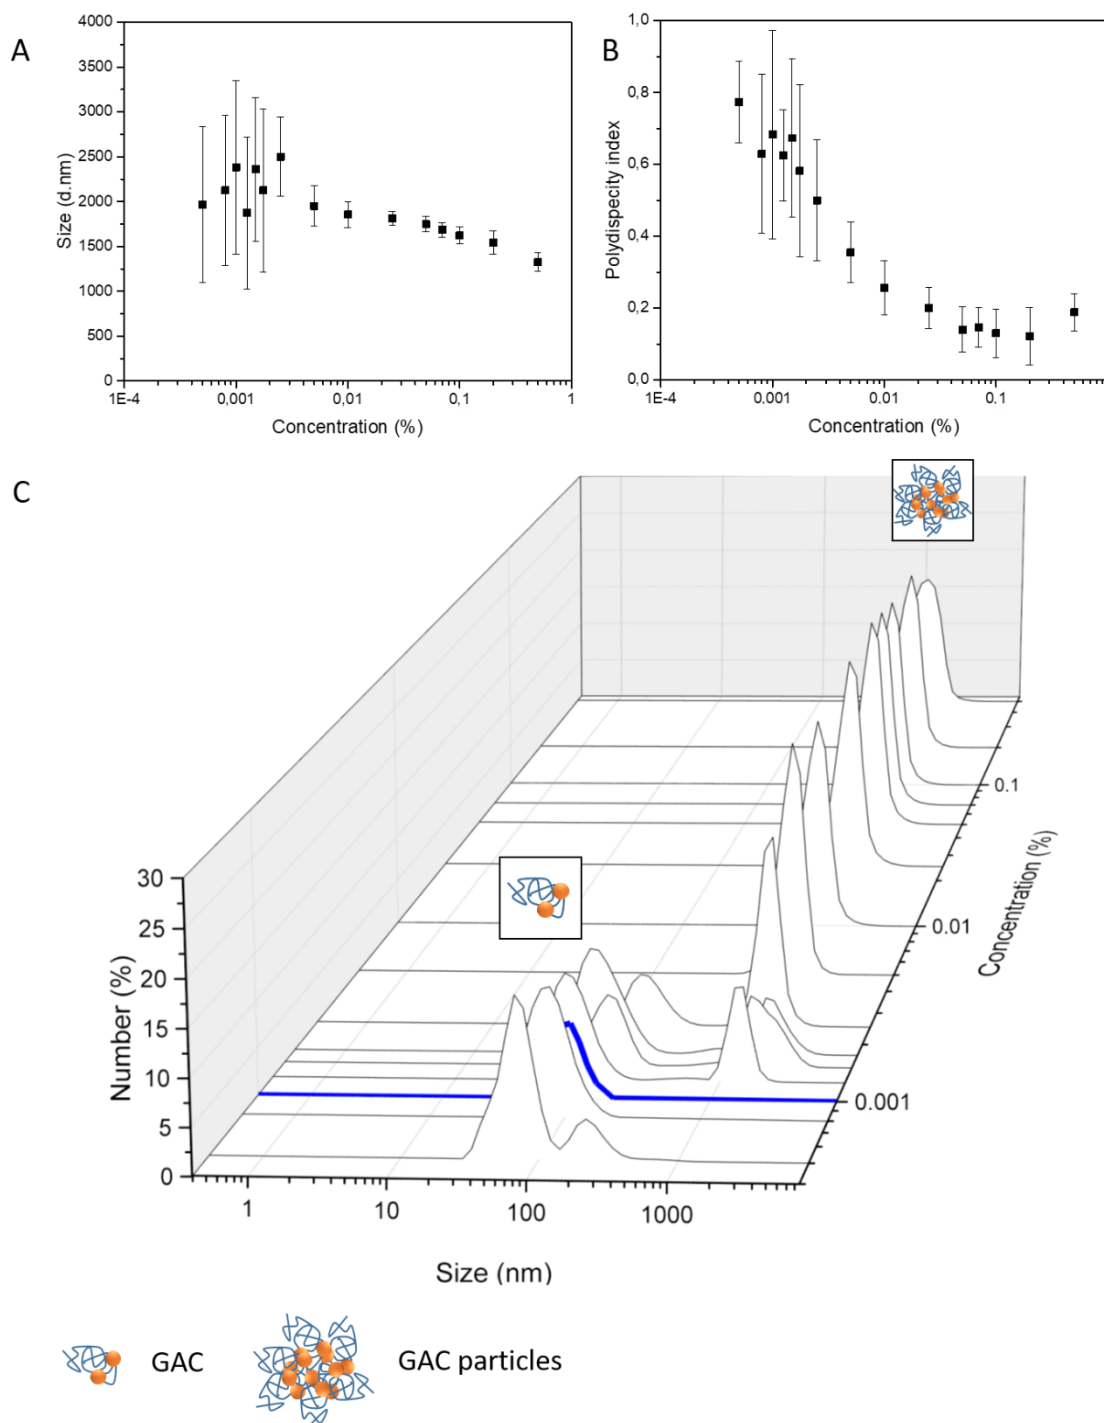 A
4000
3500
3000
2500
2000
1500
1000
500
0
Size (d.nm)
1E-4
0,001
0,01
0,1
1
Concentration (%)
B
1,0
0,8
0,6
0,4
0,2
0,0
Polydispecity index
1E-4
0.001
0.01
0.1
Concentration (%)
C
30
25
20
15
10
5
0
Number (%)
1
10
100
1000
Size (nm)
0.1
0.01
0.001
Concentration (%)
GAC
GAC particles